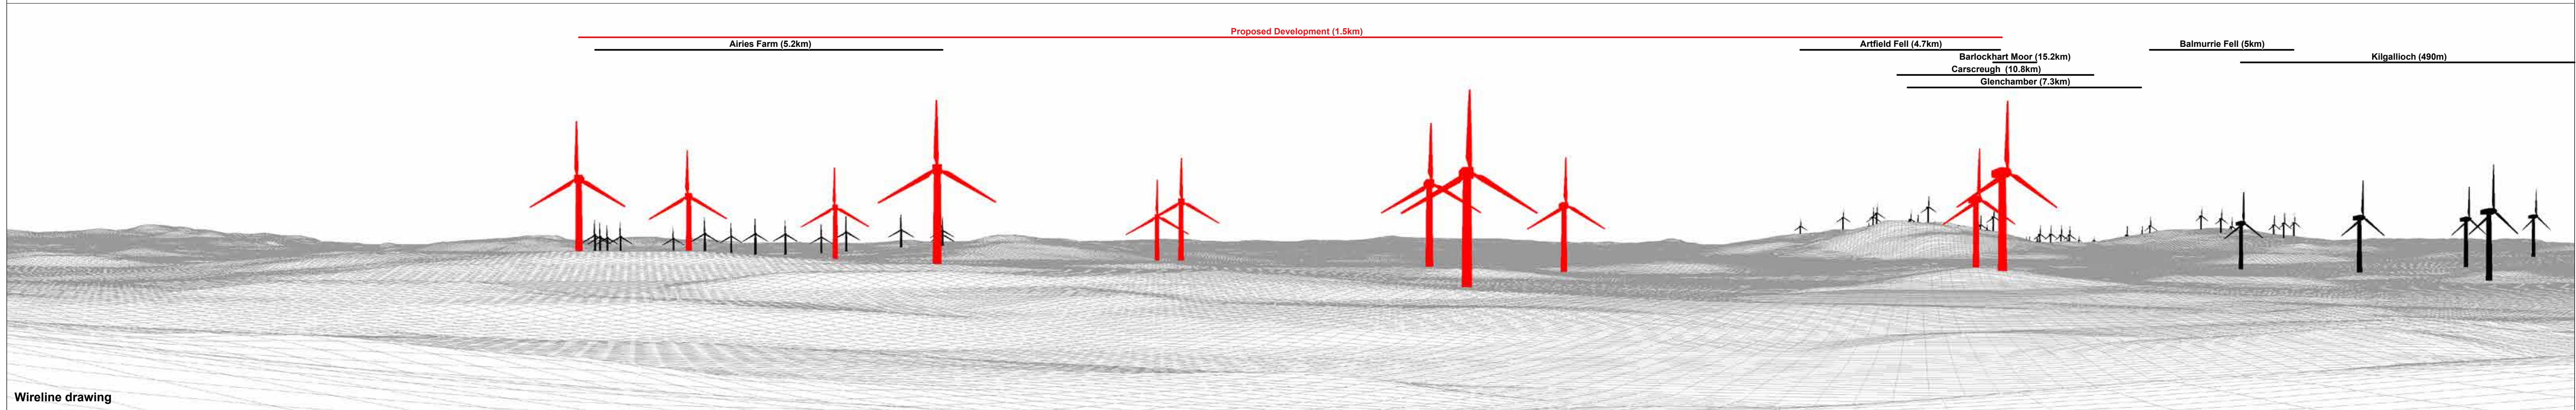 Proposed Development (1.5km)
Airies Farm (5.2km)
Artfield Fell (4.7km)
Balmurrie Fell (5km)
Barlockhart Moor (15.2km)
Kilgallioch (490m)
Carscreugh (10.8km)
Glenchamber (7.3km)
Wireline drawing